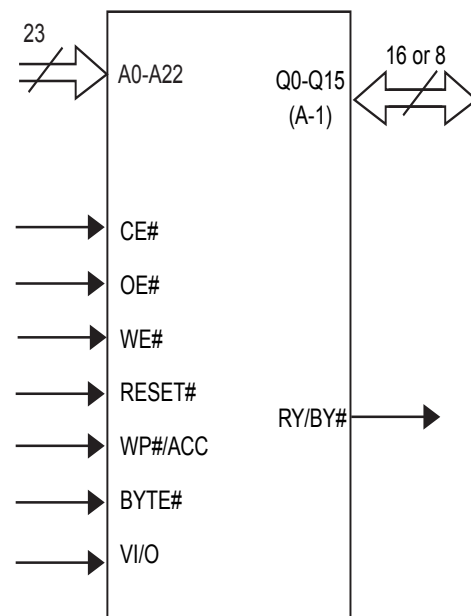 23
A0-A22
16 or 8
Q0-Q15
(A-1)
CE#
OE#
WE#
RESET#
RY/BY#
WP#/ACC
BYTE#
VI/O